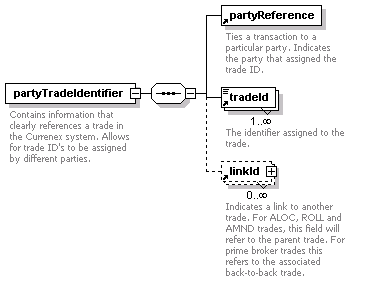 partyReference
Ties a transaction to a
particular party. Indicates
the party that assigned the
trade ID.
partyTradeIdentifier
Contains information that
clearly references a trade in
the Currenex system. Allows
for trade ID's to be assigned
by different parties.
tradeId
1..∞
The identifier assigned to the
trade.
linkId
0..∞
Indicates a link to another
trade. For ALOC, ROLL and
AMND trades, this field will
refer to the parent trade. For
prime broker trades this
refers to the associated
back-to-back trade.